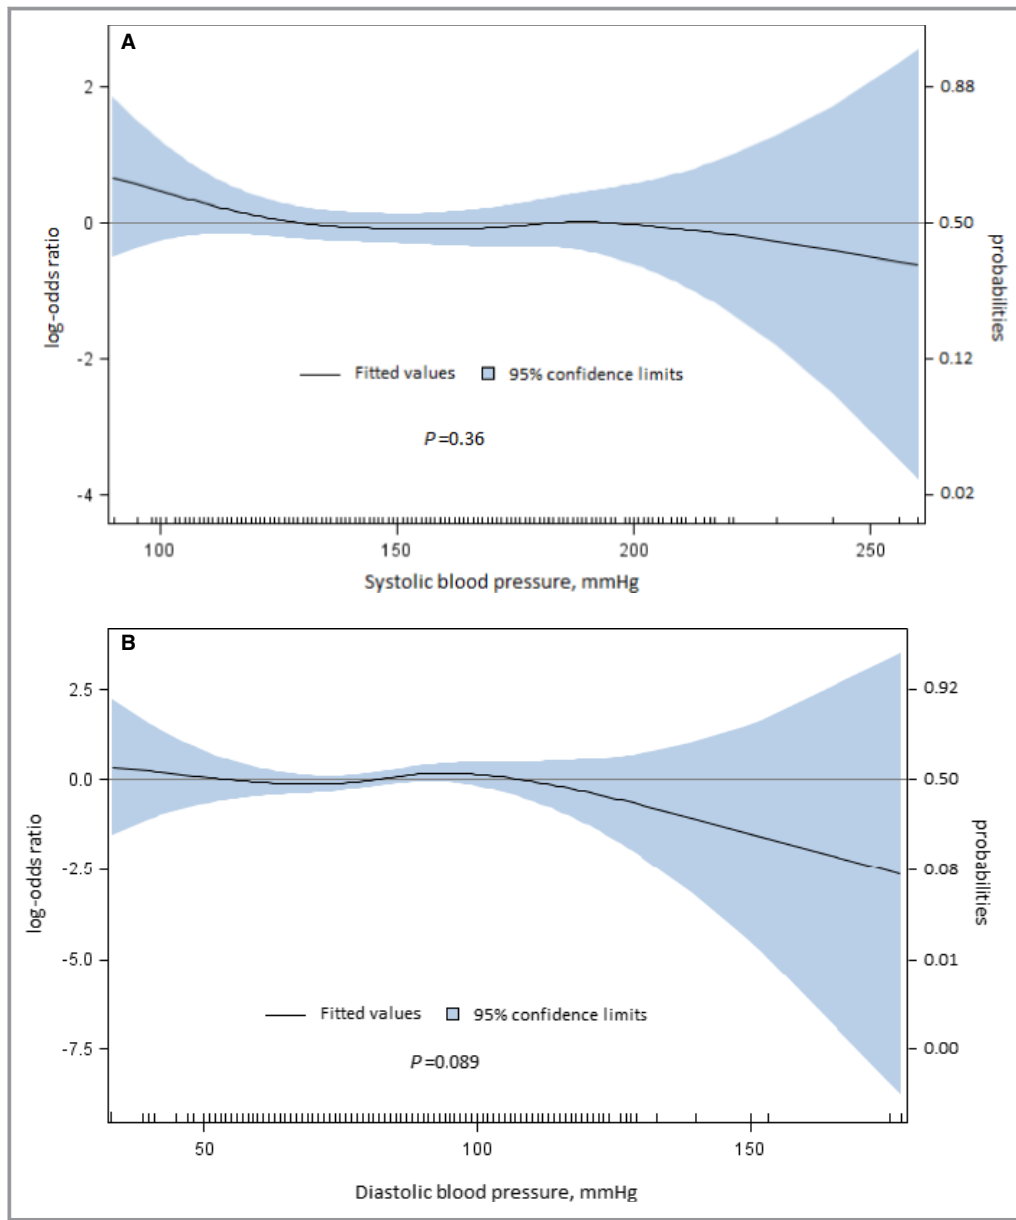 A
2
0
-2
-4
log-odds ratio
0.88
0.50
0.12
0.02
probabilities
Fitted values 95% confidence limits
P=0.36
100 150 200 250
Systolic blood pressure, mmHg
B
2.5
0.0
-2.5
-5.0
-7.5
log-odds ratio
0.92
0.50
0.08
0.01
0.00
probabilities
Fitted values 95% confidence limits
P=0.089
50 100 150
Diastolic blood pressure, mmHg